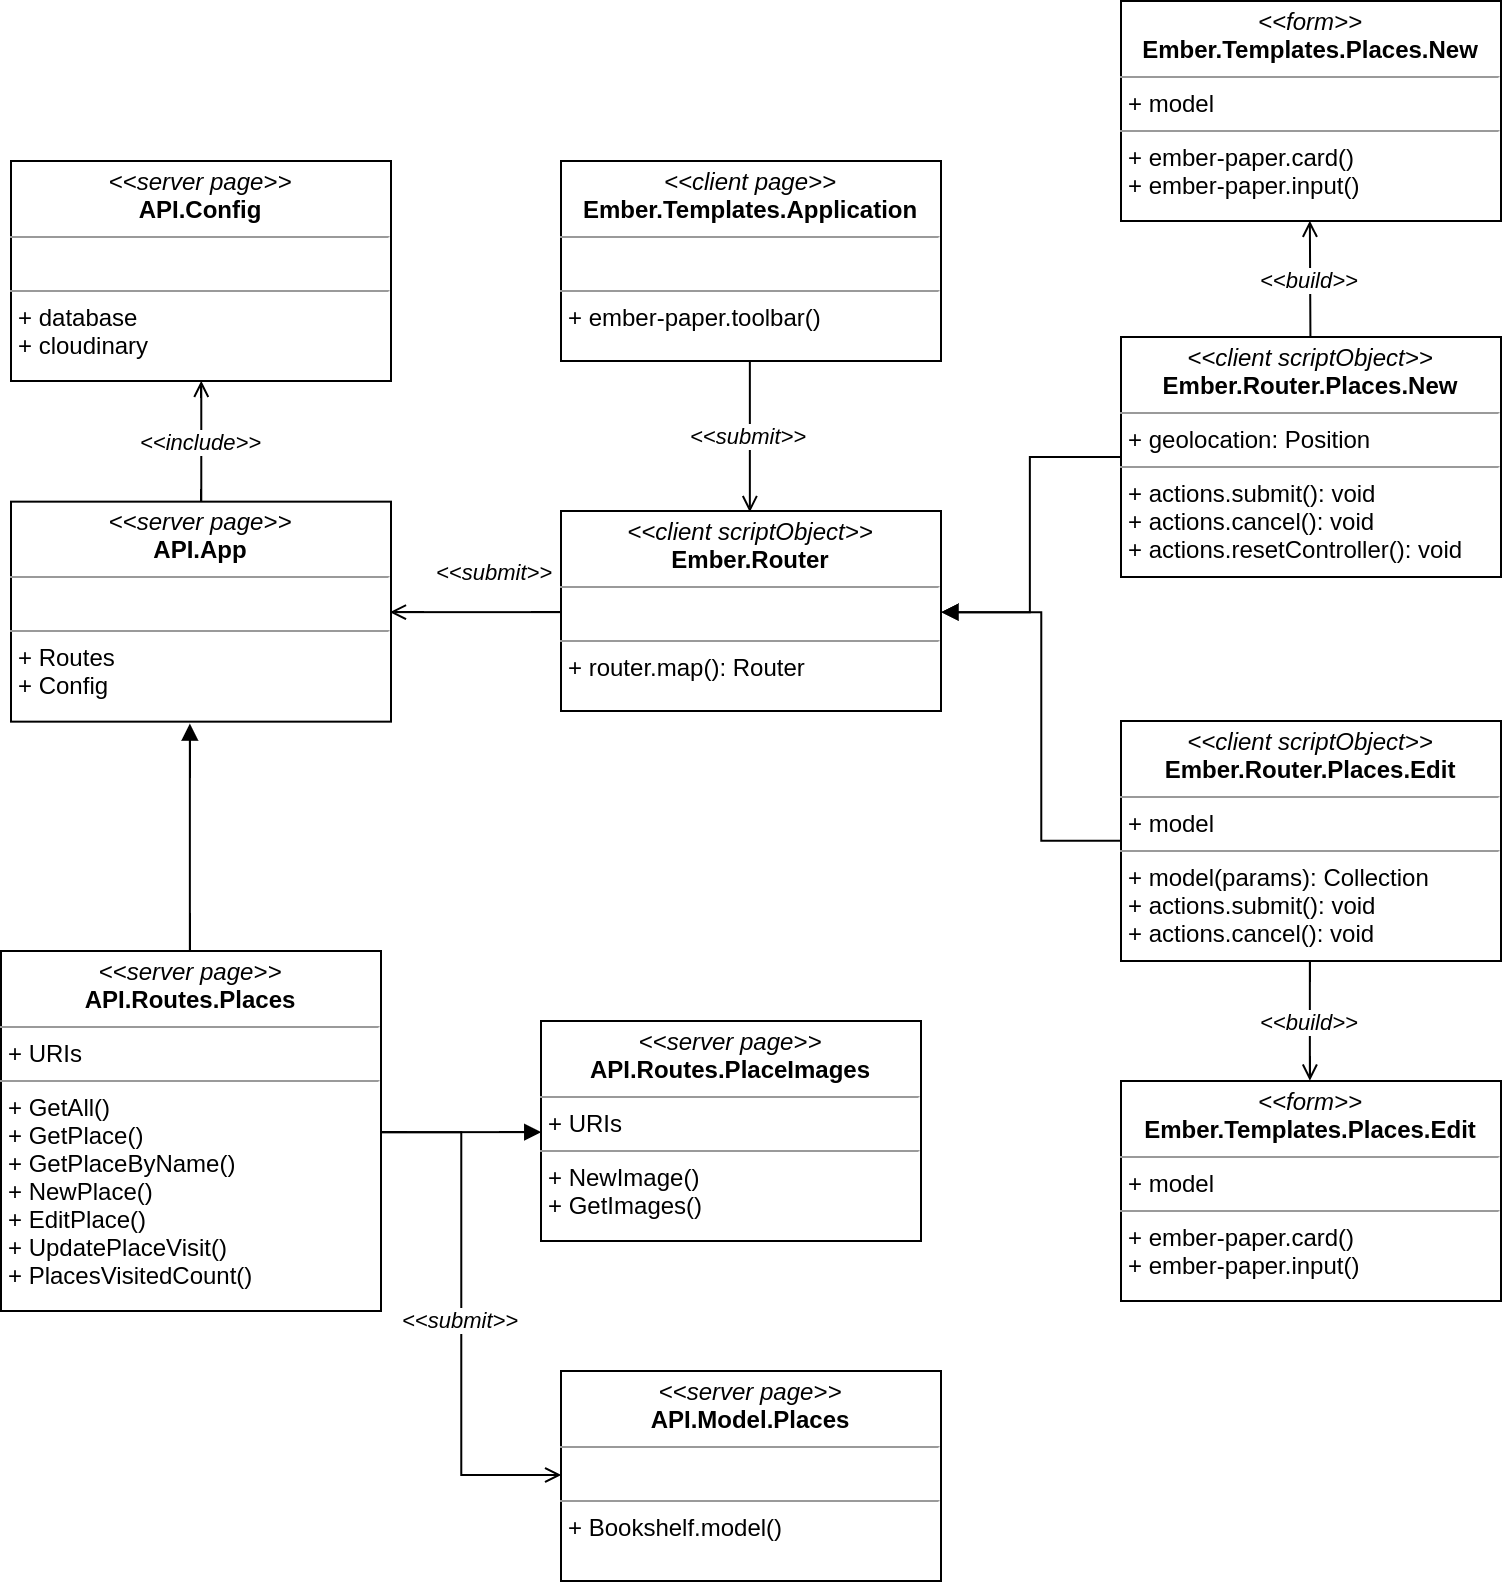 <<form>>
Ember.Templates.Places.New
+ model
+ ember-paper.card()
+ ember-paper.input()
<<server page>>
API.Config
+ database
+ cloudinary
<<client page>>
Ember.Templates.Application
+ ember-paper.toolbar()
<<build>>
<<client scriptObject>>
Ember.Router.Places.New
+ geolocation: Position
+ actions.submit(): void
+ actions.cancel(): void
+ actions.resetController(): void
<<include>>
<<submit>>
<<server page>>
API.App
+ Routes
+ Config
<<submit>>
<<client scriptObject>>
Ember.Router
+ router.map(): Router
<<client scriptObject>>
Ember.Router.Places.Edit
+ model
+ model(params): Collection
+ actions.submit(): void
+ actions.cancel(): void
<<build>>
<<server page>>
API.Routes.Places
+ URIs
+ GetAll()
+ GetPlace()
+ GetPlaceByName()
+ NewPlace()
+ EditPlace()
+ UpdatePlaceVisit()
+ PlacesVisitedCount()
<<server page>>
API.Routes.PlaceImages
+ URIs
+ NewImage()
+ GetImages()
<<form>>
Ember.Templates.Places.Edit
+ model
+ ember-paper.card()
+ ember-paper.input()
<<submit>>
<<server page>>
API.Model.Places
+ Bookshelf.model()